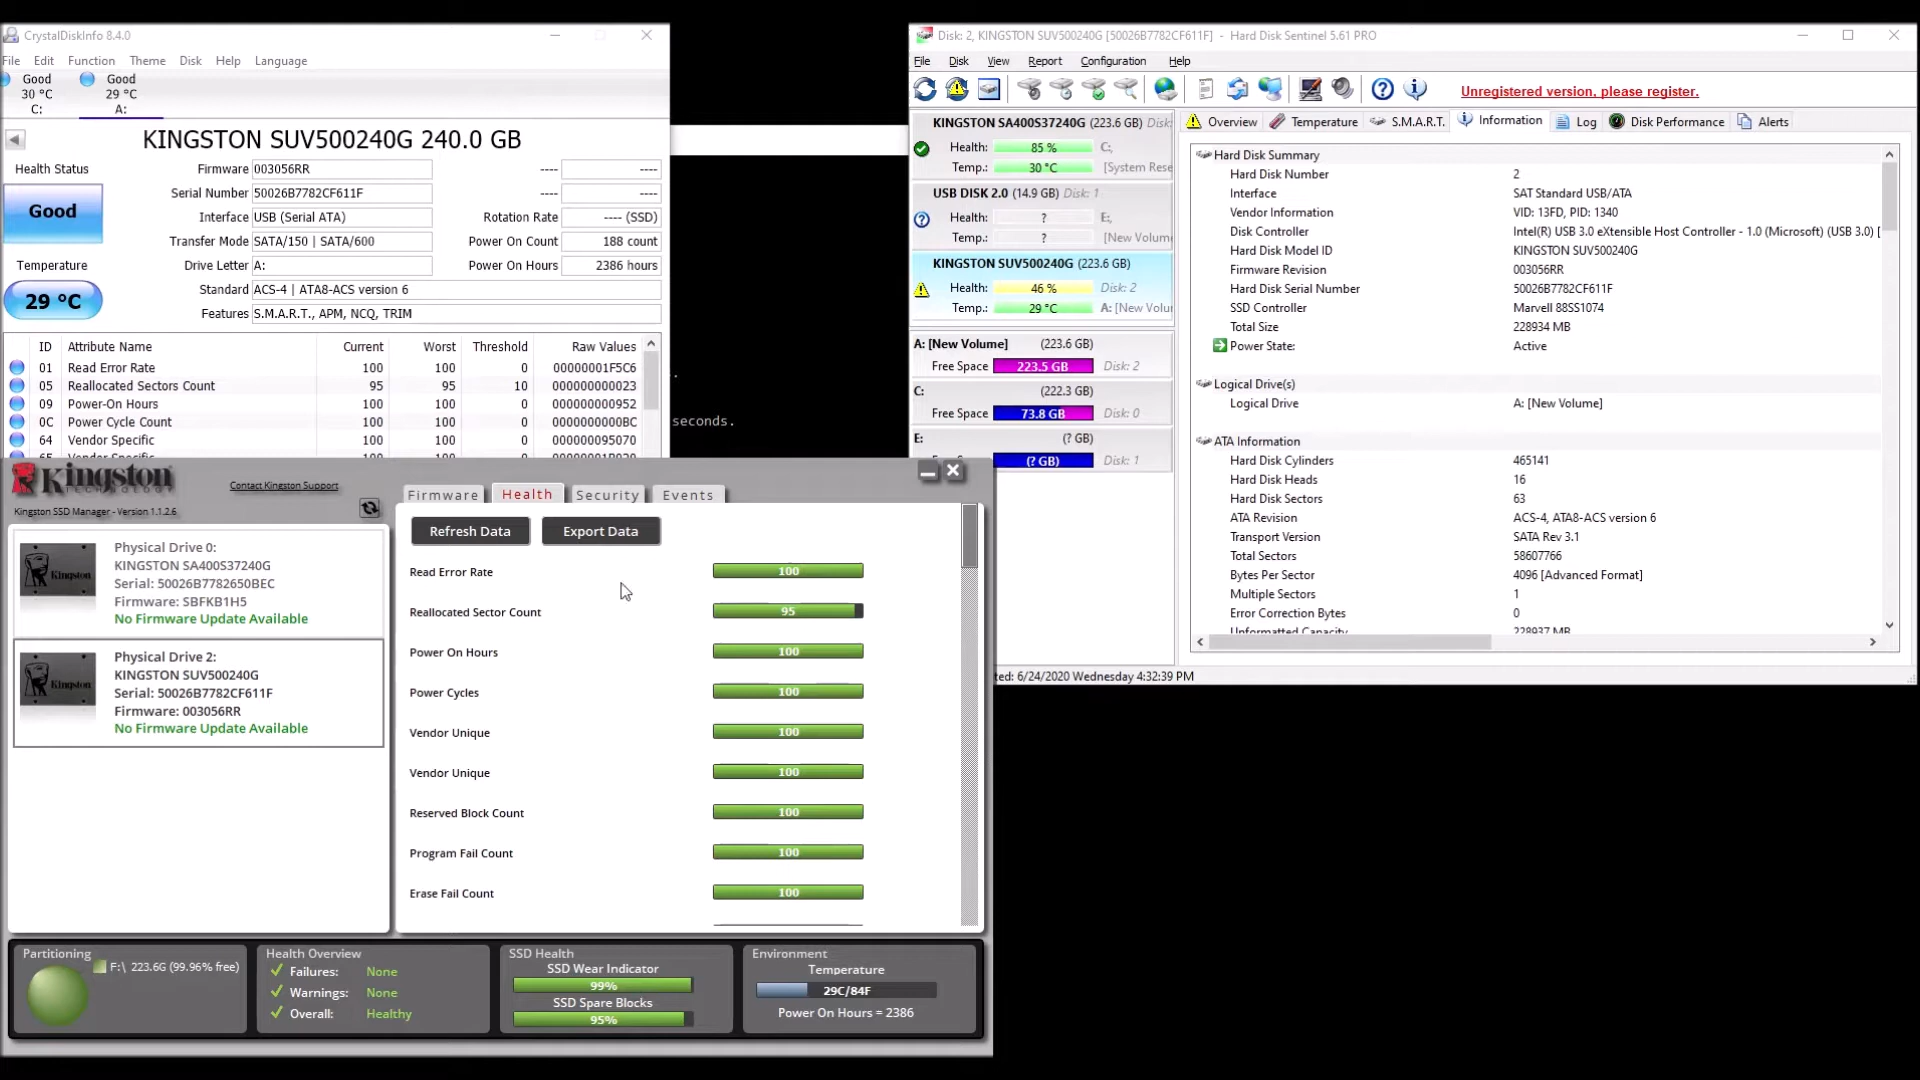 CrystalDiskInfo 8.4.0
File Edit Function Theme Disk Help Language
Good Good
30 °C 29 °C
C: A:
KINGSTON SUV500240G 240.0 GB
Health Status
Good
Temperature
29 °C
Firmware 003056RR ---- ----
Serial Number 50026B7782CF611F ---- ----
Interface USB (Serial ATA) Rotation Rate ---- (SSD)
Transfer Mode SATA/150 | SATA/600 Power On Count 188 count
Drive Letter A: Power On Hours 2386 hours
Standard ACS-4 | ATA8-ACS version 6
Features S.M.A.R.T., APM, NCQ, TRIM
ID Attribute Name Current Worst Threshold Raw Values
01 Read Error Rate 100 100 0 00000001F5C6
05 Reallocated Sectors Count 95 95 10 000000000023
09 Power-On Hours 100 100 0 000000000952
0C Power Cycle Count 100 100 0 0000000000BC
64 Vendor Specific 100 100 0 000000095070
seconds.
Disk: 2, KINGSTON SUV500240G [50026B7782CF611F] - Hard Disk Sentinel 5.61 PRO
File Disk View Report Configuration Help
Unregistered version, please register.
KINGSTON SA400S37240G (223.6 GB) Disk:
Health: 85 % C:,
Temp.: 30 °C [System Rese
USB DISK 2.0 (14.9 GB) Disk: 1
Health: ? E:,
Temp.: ? [New Volum
KINGSTON SUV500240G (223.6 GB)
Health: 46 % Disk: 2
Temp.: 29 °C A: [New Volu
A: [New Volume] (223.6 GB)
Free Space 223.5 GB Disk: 2
C: (222.3 GB)
Free Space 73.8 GB Disk: 0
E: (? GB)
(? GB) Disk: 1
Overview Temperature S.M.A.R.T. Information Log Disk Performance Alerts
Hard Disk Summary
Hard Disk Number 2
Interface SAT Standard USB/ATA
Vendor Information VID: 13FD, PID: 1340
Disk Controller Intel(R) USB 3.0 eXtensible Host Controller - 1.0 (Microsoft) (USB 3.0) [
Hard Disk Model ID KINGSTON SUV500240G
Firmware Revision 003056RR
Hard Disk Serial Number 50026B7782CF611F
SSD Controller Marvell 88SS1074
Total Size 228934 MB
Power State: Active
Logical Drive(s)
Logical Drive A: [New Volume]
ATA Information
Hard Disk Cylinders 465141
Hard Disk Heads 16
Hard Disk Sectors 63
ATA Revision ACS-4, ATA8-ACS version 6
Transport Version SATA Rev 3.1
Total Sectors 58607766
Bytes Per Sector 4096 [Advanced Format]
Multiple Sectors 1
Error Correction Bytes 0
Unformatted Capacity 228937 MB
ted: 6/24/2020 Wednesday 4:32:39 PM
Kingston
TECHNOLOGY
Contact Kingston Support
Kingston SSD Manager - Version 1.1.2.6
Kingston
Physical Drive 0:
KINGSTON SA400S37240G
Serial: 50026B7782650BEC
Firmware: SBFKB1H5
No Firmware Update Available
Kingston
Physical Drive 2:
KINGSTON SUV500240G
Serial: 50026B7782CF611F
Firmware: 003056RR
No Firmware Update Available
Firmware Health Security Events
Refresh Data Export Data
Read Error Rate 100
Reallocated Sector Count 95
Power On Hours 100
Power Cycles 100
Vendor Unique 100
Vendor Unique 100
Reserved Block Count 100
Program Fail Count 100
Erase Fail Count 100
Partitioning
F:\ 223.6G (99.96% free)
Health Overview
Failures: None
Warnings: None
Overall: Healthy
SSD Health
SSD Wear Indicator
99%
SSD Spare Blocks
95%
Environment
Temperature
29C/84F
Power On Hours = 2386